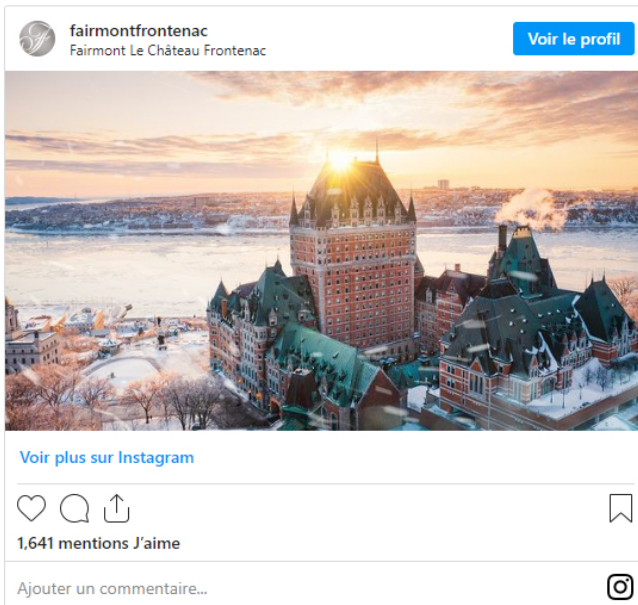 fairmontfrontenac
Fairmont Le Château Frontenac
Voir le profil
Voir plus sur Instagram
1,641 mentions J’aime
Ajouter un commentaire...